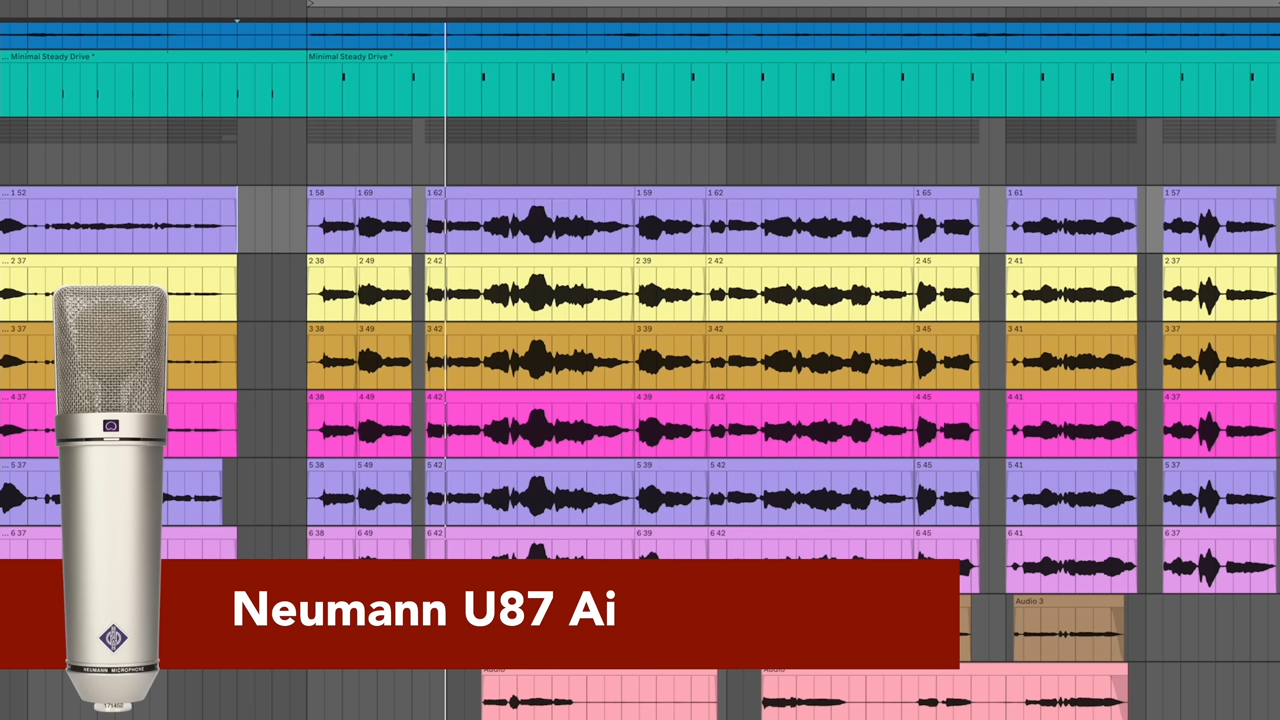 ... Minimal Steady Drive * Minimal Steady Drive *
... 1 52 1 58 1 69 1 62 1 59 1 62 1 65 1 61 1 57
... 2 37 2 38 2 49 2 42 2 39 2 42 2 45 2 41 2 37
... 3 37 3 38 3 49 3 42 3 39 3 42 3 45 3 41 3 37
... 4 37 4 38 4 49 4 42 4 39 4 42 4 45 4 41 4 37
... 5 37 5 38 5 49 5 42 5 39 5 42 5 45 5 41 5 37
... 6 37 6 38 6 49 6 42 6 39 6 42 6 45 6 41 6 37
Neumann U87 Ai
Audio 3
NEUMANN MICROPHONE
Audio Audio